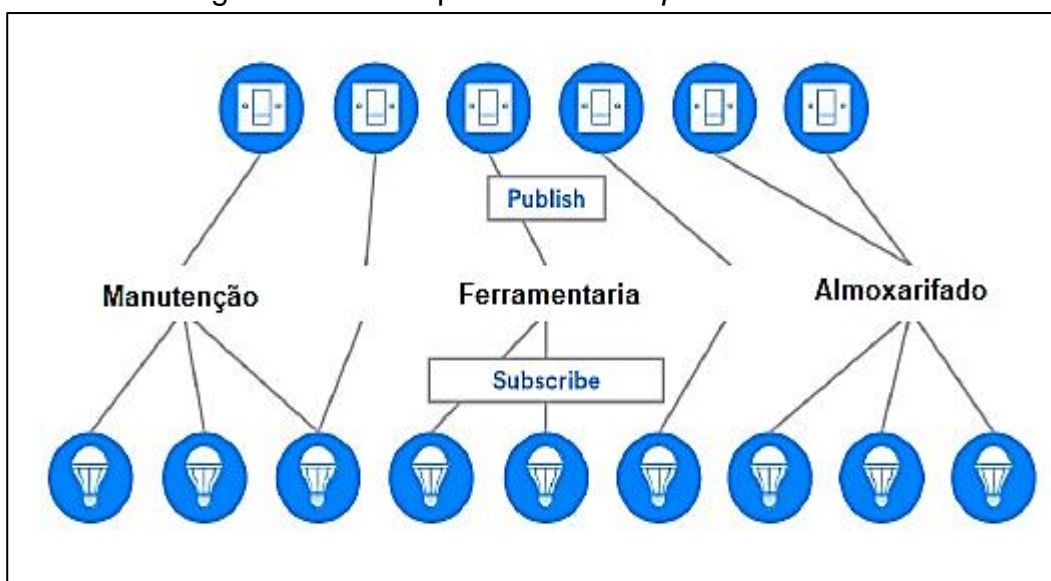 Publish
Manutenção
Ferramentaria
Almoxarifado
Subscribe